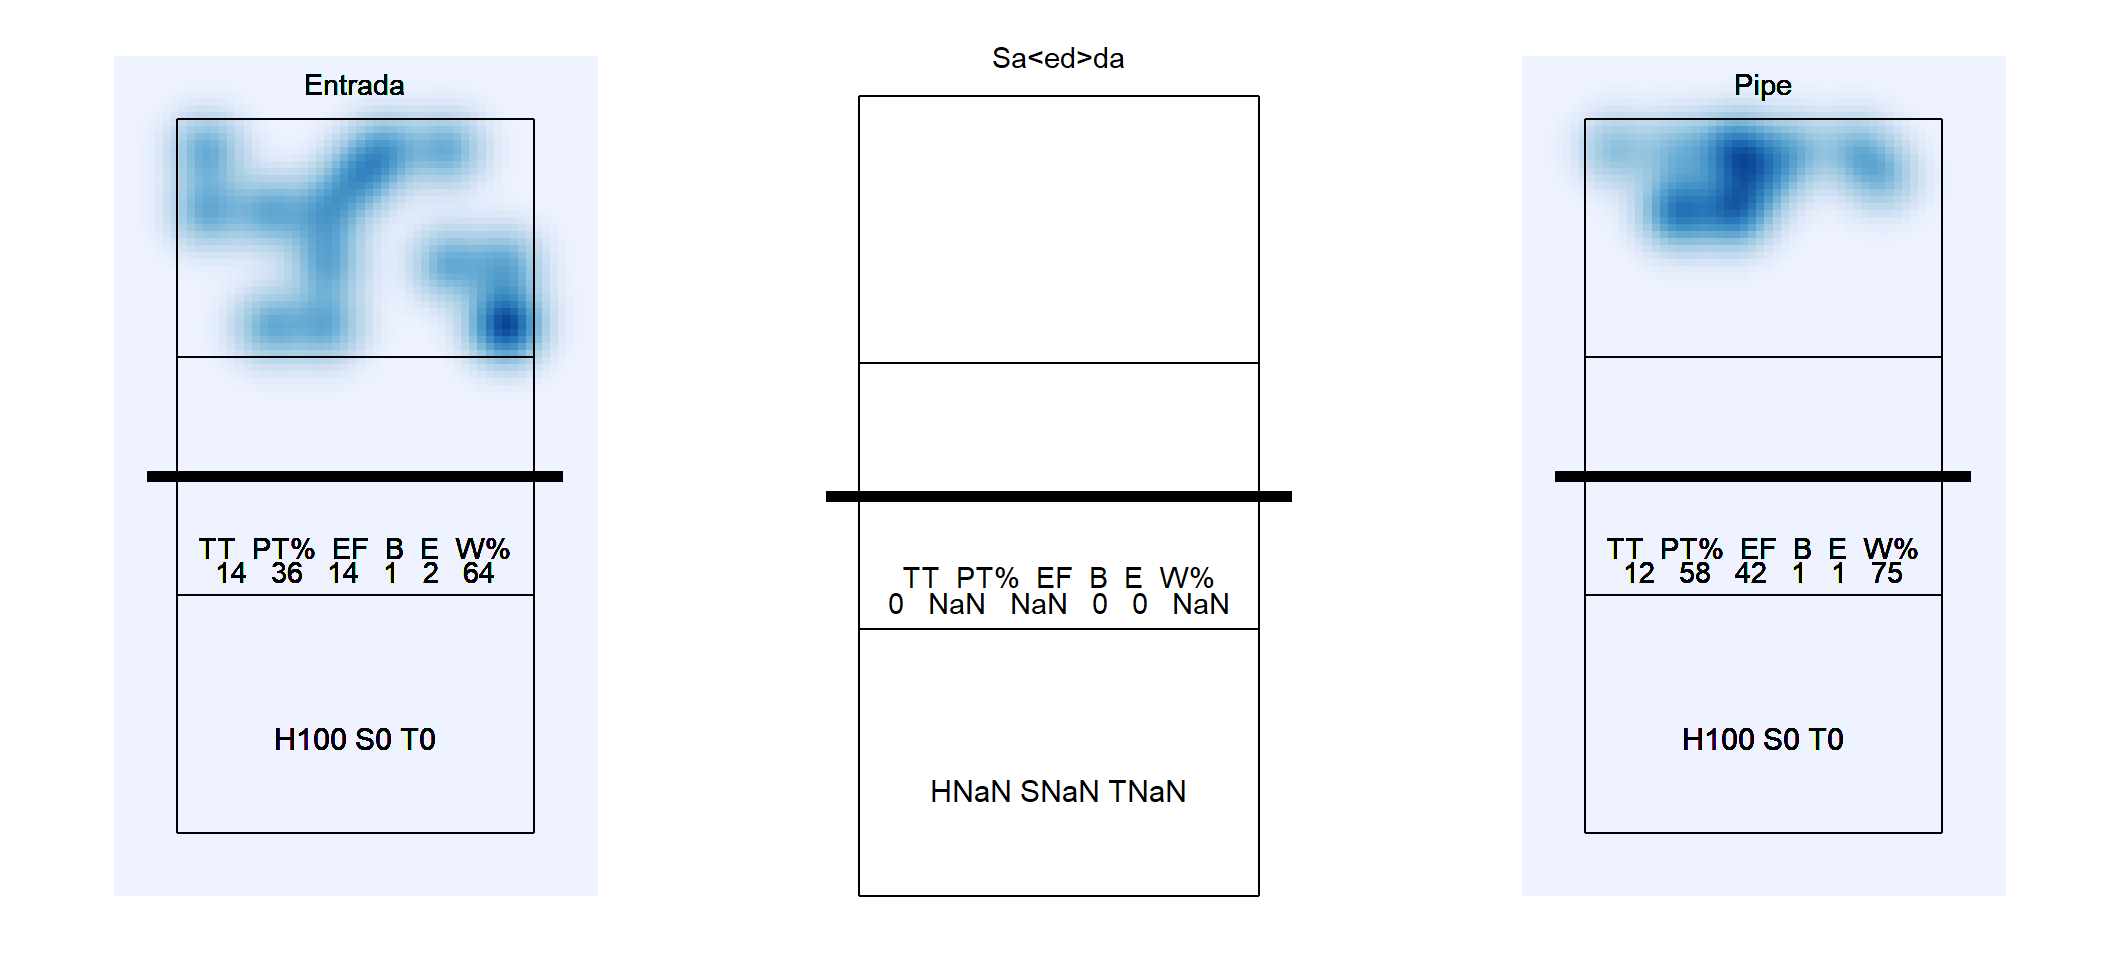 Entrada
TT PT% EF B E W%
14 36 14 1 2 64
H100 S0 T0
Sa<ed>da
TT PT% EF B E W%
0 NaN NaN 0 0 NaN
HNaN SNaN TNaN
Pipe
TT PT% EF B E W%
12 58 42 1 1 75
H100 S0 T0